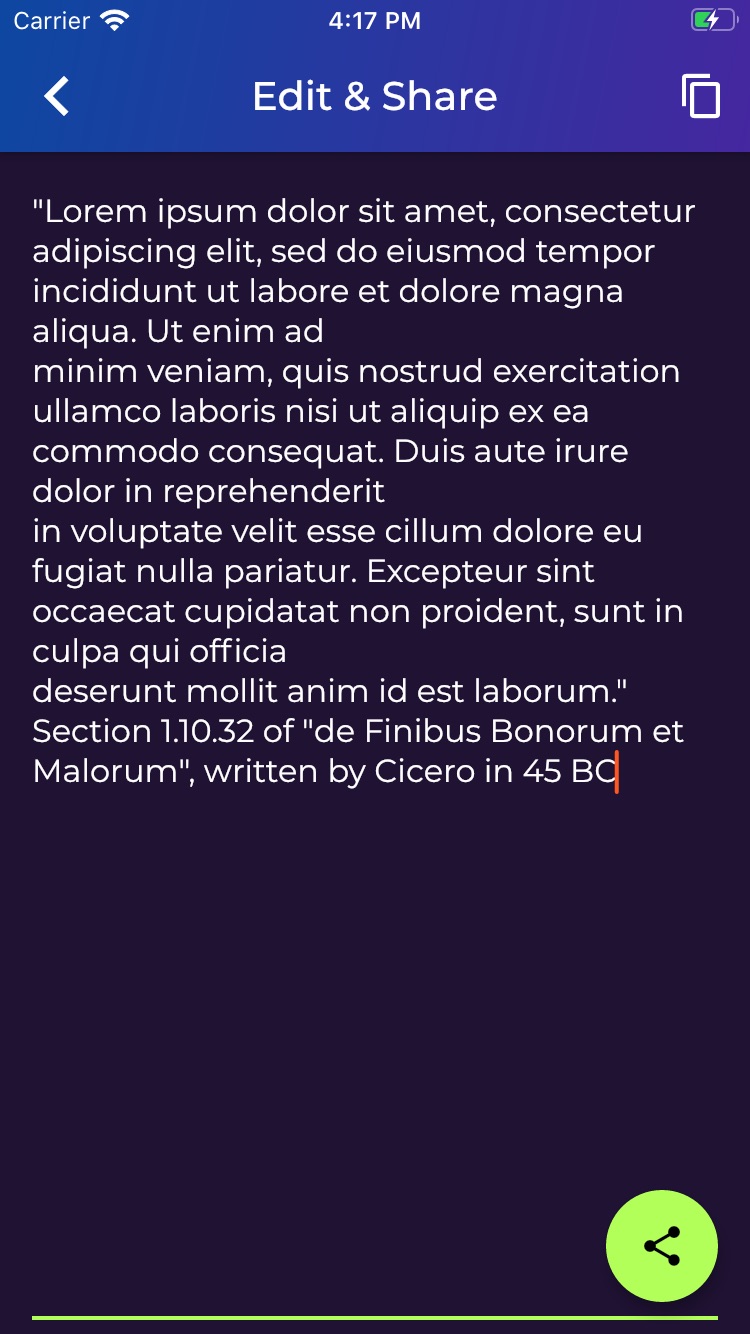 Carrier 4:17 PM
Edit & Share
"Lorem ipsum dolor sit amet, consectetur
adipiscing elit, sed do eiusmod tempor
incididunt ut labore et dolore magna
aliqua. Ut enim ad
minim veniam, quis nostrud exercitation
ullamco laboris nisi ut aliquip ex ea
commodo consequat. Duis aute irure
dolor in reprehenderit
in voluptate velit esse cillum dolore eu
fugiat nulla pariatur. Excepteur sint
occaecat cupidatat non proident, sunt in
culpa qui officia
deserunt mollit anim id est laborum."
Section 1.10.32 of "de Finibus Bonorum et
Malorum", written by Cicero in 45 BC